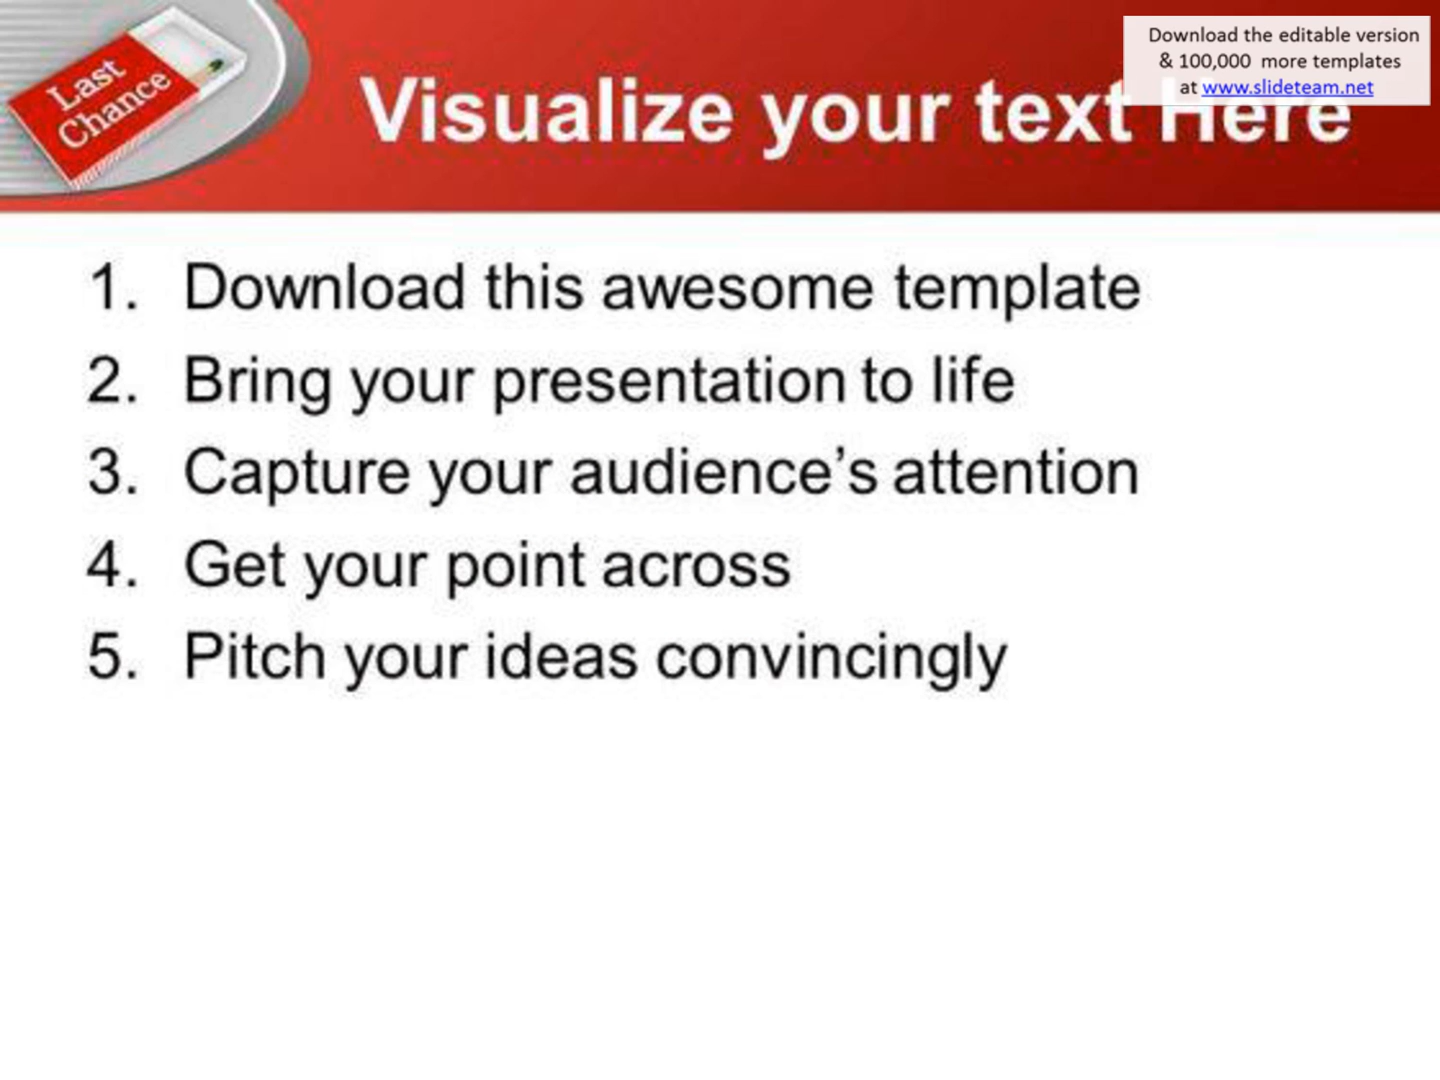 Last
Chance
Download the editable version
& 100,000 more templates
at www.slideteam.net
Visualize your text Here
1. Download this awesome template
2. Bring your presentation to life
3. Capture your audience’s attention
4. Get your point across
5. Pitch your ideas convincingly